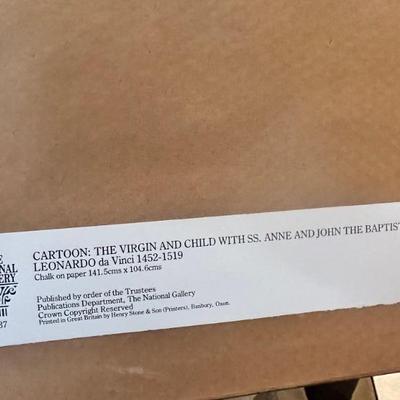 CARTOON: THE VIRGIN AND CHILD WITH SS. ANNE AND JOHN THE BAPTIST
LEONARDO da Vinci 1452-1519
Chalk on paper 141.5cms x 104.6cms
Published by order of the Trustees
Publications Department, The National Gallery
Crown Copyright Reserved
Printed in Great Britain by Henry Stone & Son (Printers), Banbury, Oxon.